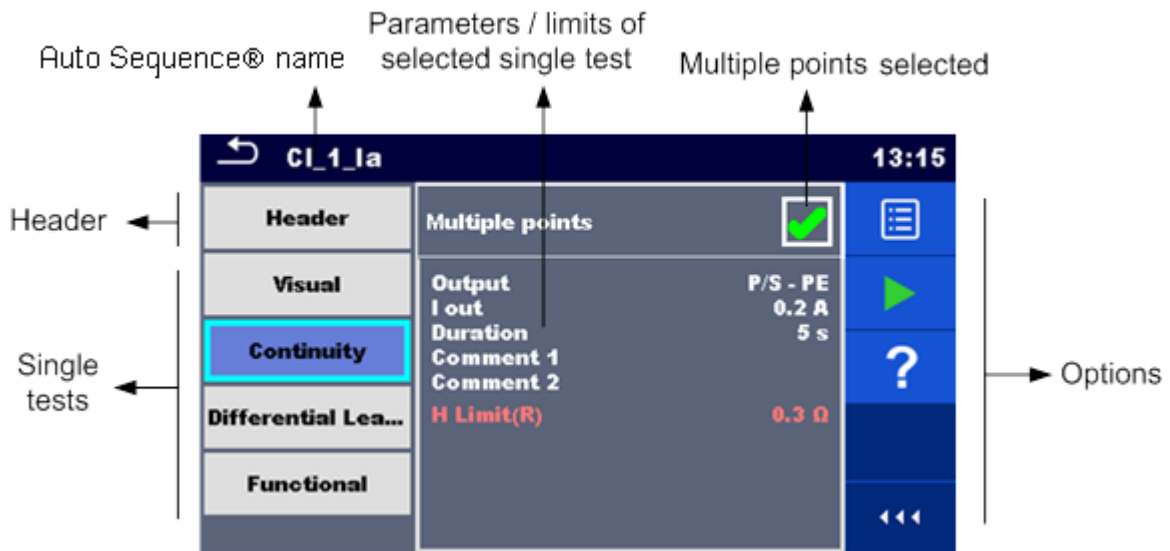 Auto Sequence® name
Parameters / limits of
selected single test
Multiple points selected
CI_1_Ia
13:15
Header
Header
Multiple points
Single
tests
Visual
Continuity
Differential Lea...
Functional
Output P/S - PE
I out 0.2 A
Duration 5 s
Comment 1
Comment 2
H Limit(R) 0.3 Ω
?
Options